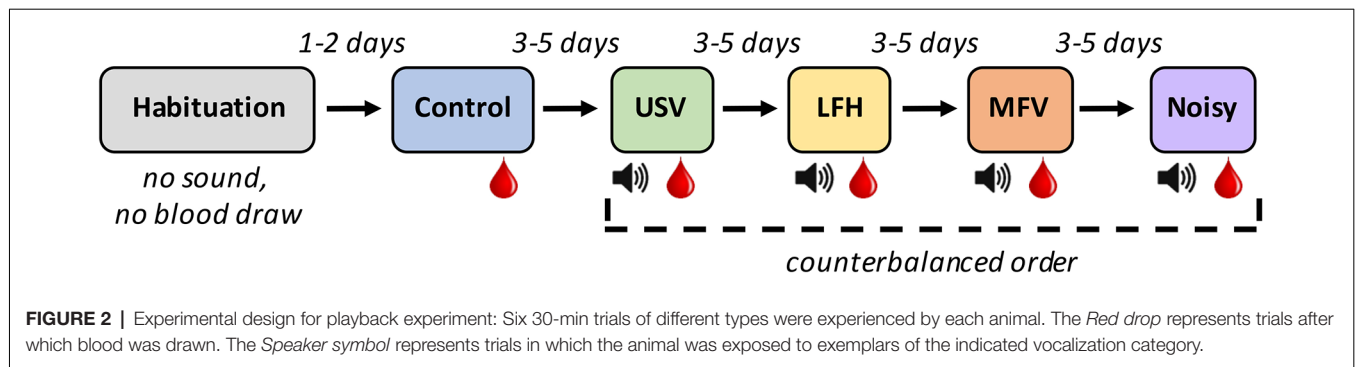 1-2 days 3-5 days 3-5 days 3-5 days 3-5 days
Habituation Control USV LFH MFV Noisy
no sound,
no blood draw
counterbalanced order
FIGURE 2 | Experimental design for playback experiment: Six 30-min trials of different types were experienced by each animal. The Red drop represents trials after
which blood was drawn. The Speaker symbol represents trials in which the animal was exposed to exemplars of the indicated vocalization category.